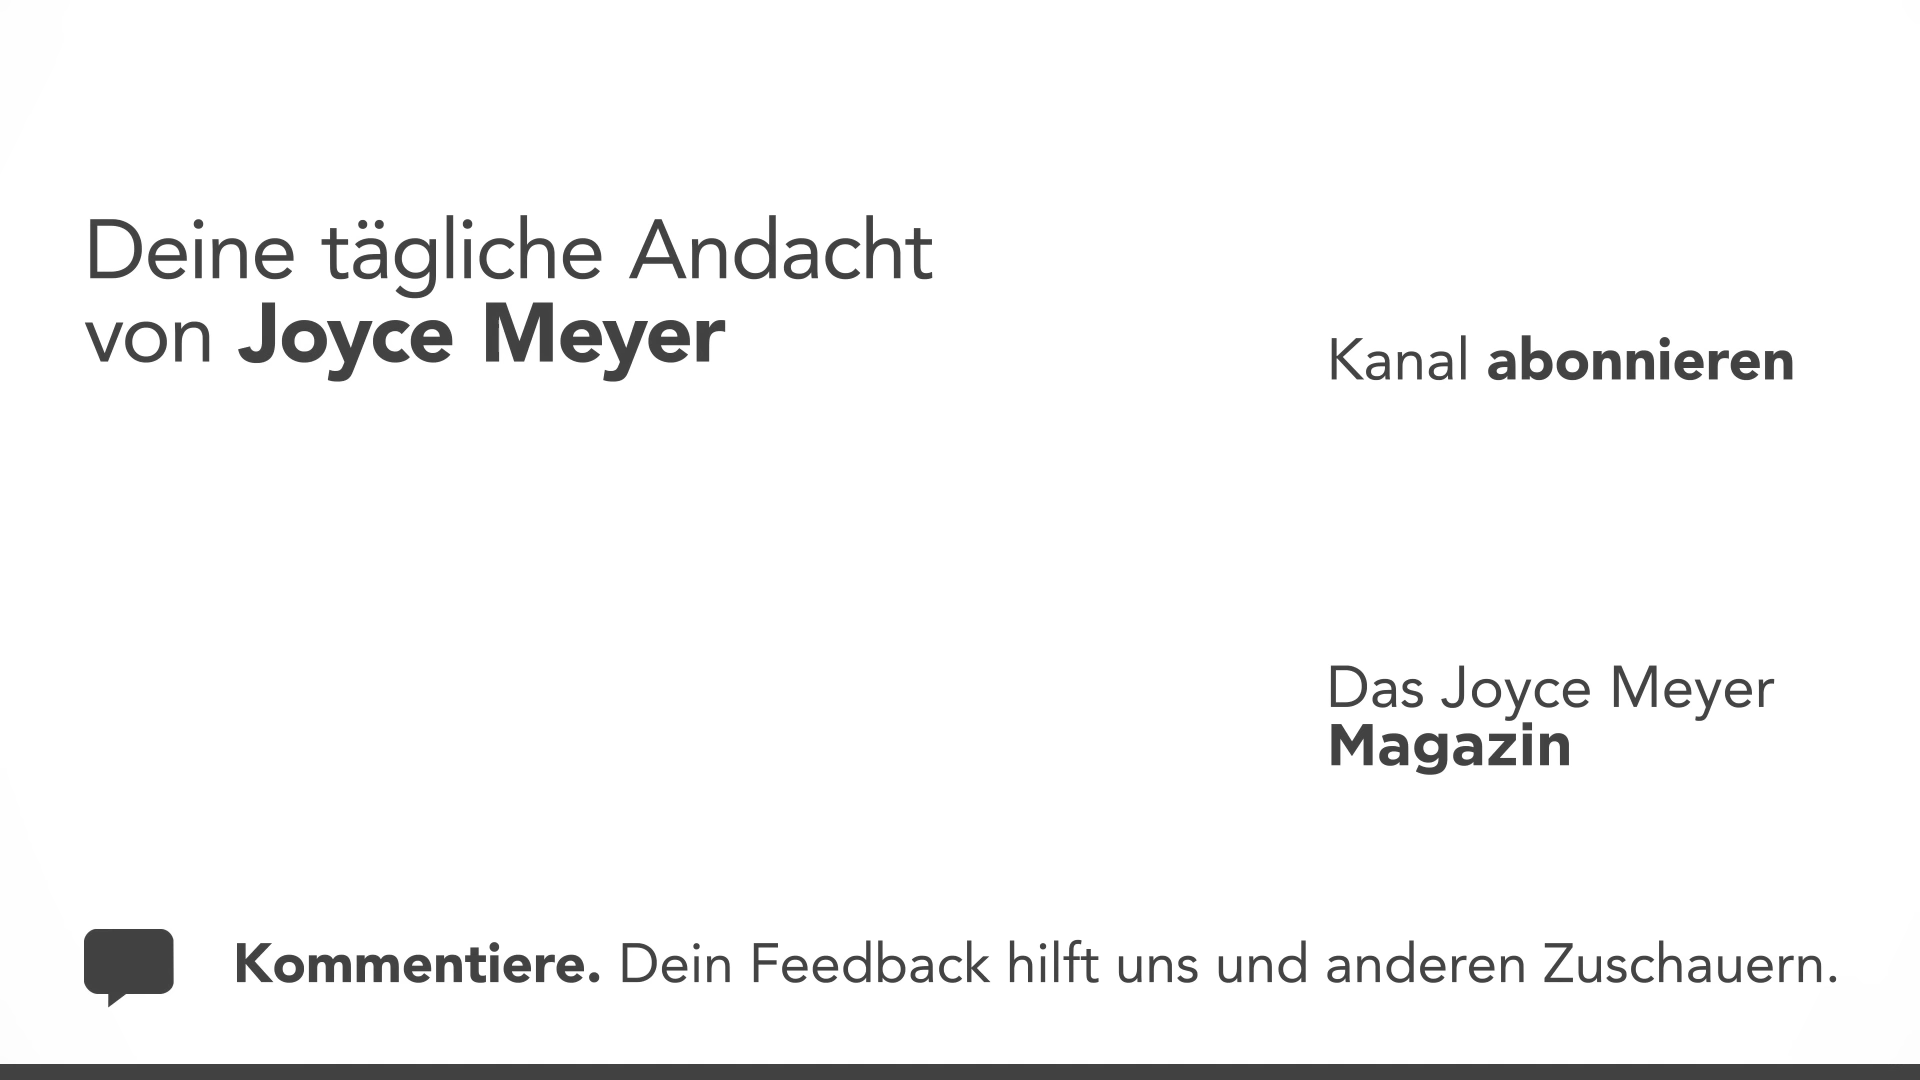 Deine tägliche Andacht
von Joyce Meyer
Kanal abonnieren
Das Joyce Meyer
Magazin
Kommentiere. Dein Feedback hilft uns und anderen Zuschauern.